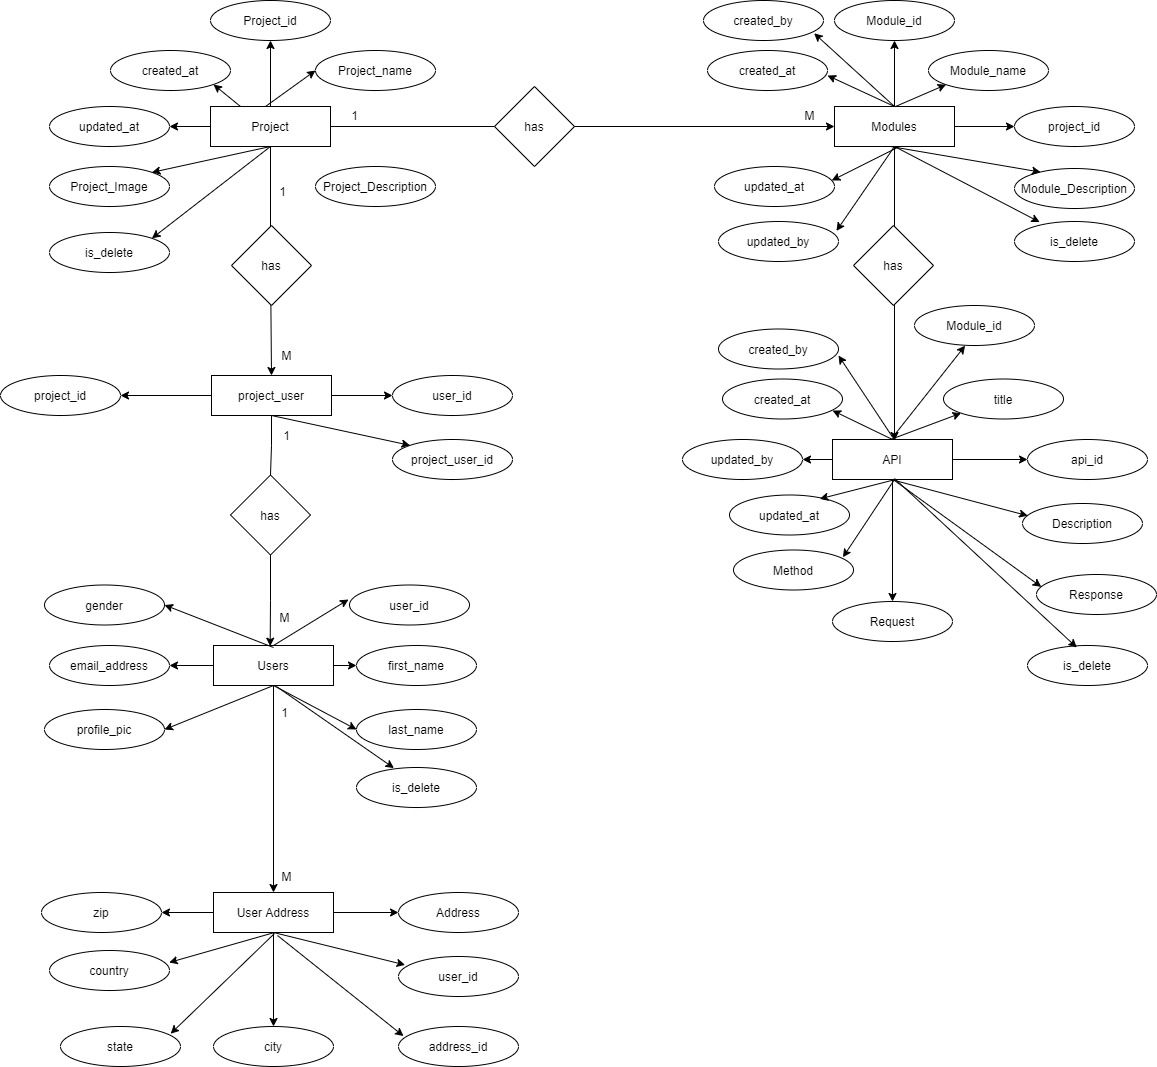 Project_id
created_at
Project_name
updated_at
Project
1
has
Project_Image
Project_Description
1
is_delete
has
M
created_by
Module_id
created_at
Module_name
M
Modules
project_id
updated_at
Module_Description
updated_by
is_delete
has
M
project_id
project_user
user_id
1
project_user_id
has
M
created_by
Module_id
created_at
title
updated_by
API
api_id
updated_at
Description
Method
Response
Request
is_delete
gender
user_id
email_address
Users
first_name
profile_pic
1
last_name
is_delete
M
zip
User Address
Address
country
user_id
state
city
address_id